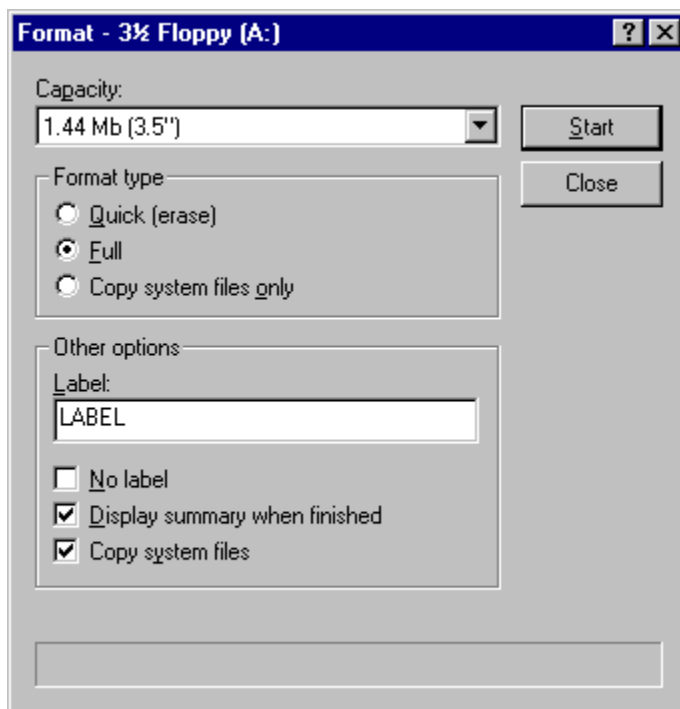 Format - 3½ Floppy (A:)
Capacity:
1.44 Mb (3.5")
Start
Close
Format type
Quick (erase)
Full
Copy system files only
Other options
Label:
LABEL
No label
Display summary when finished
Copy system files